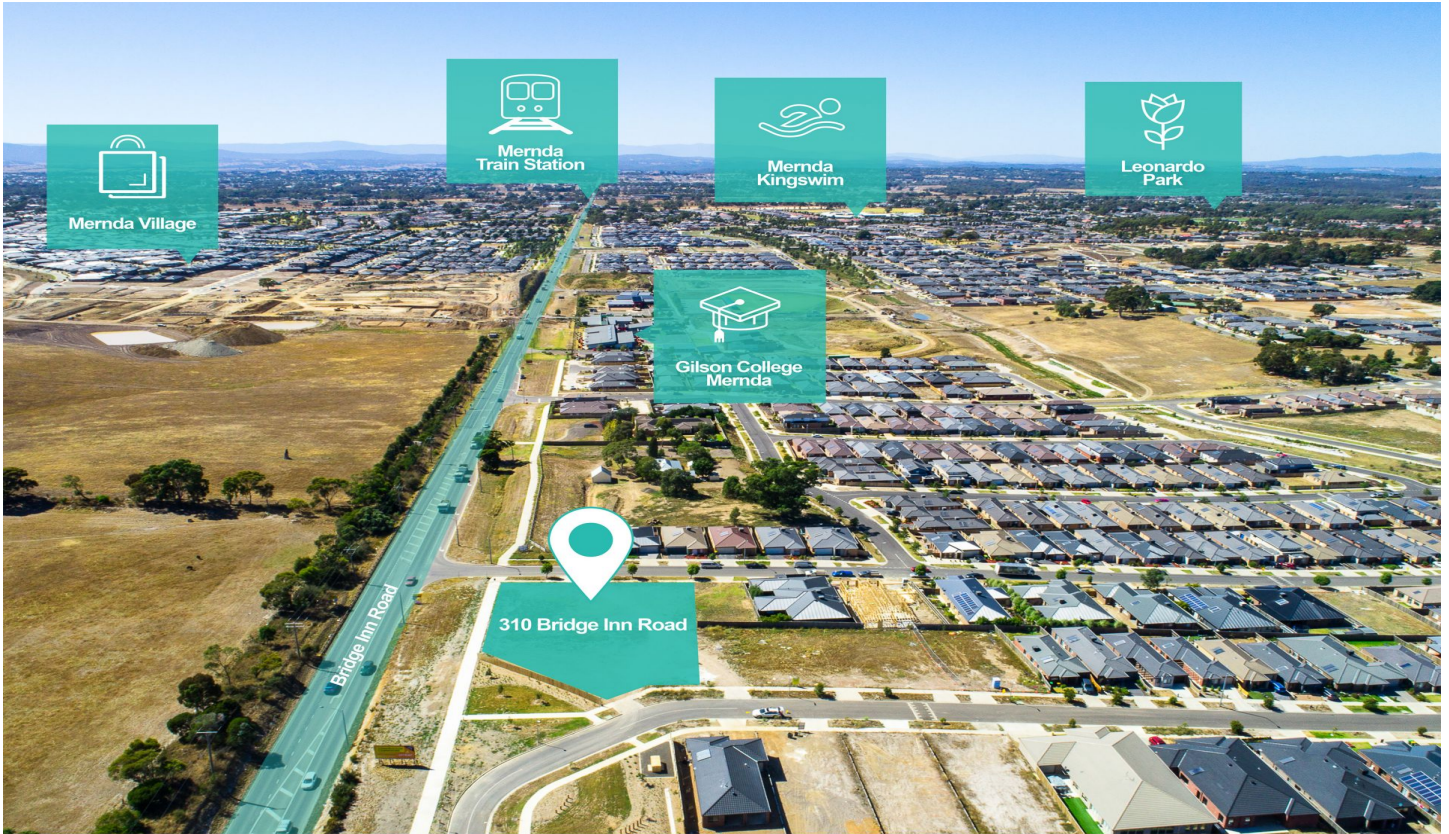 Mernda
Train Station
Mernda
Kingswim
Leonardo
Park
Mernda Village
Gilson College
Mernda
310 Bridge Inn Road
Bridge Inn Road